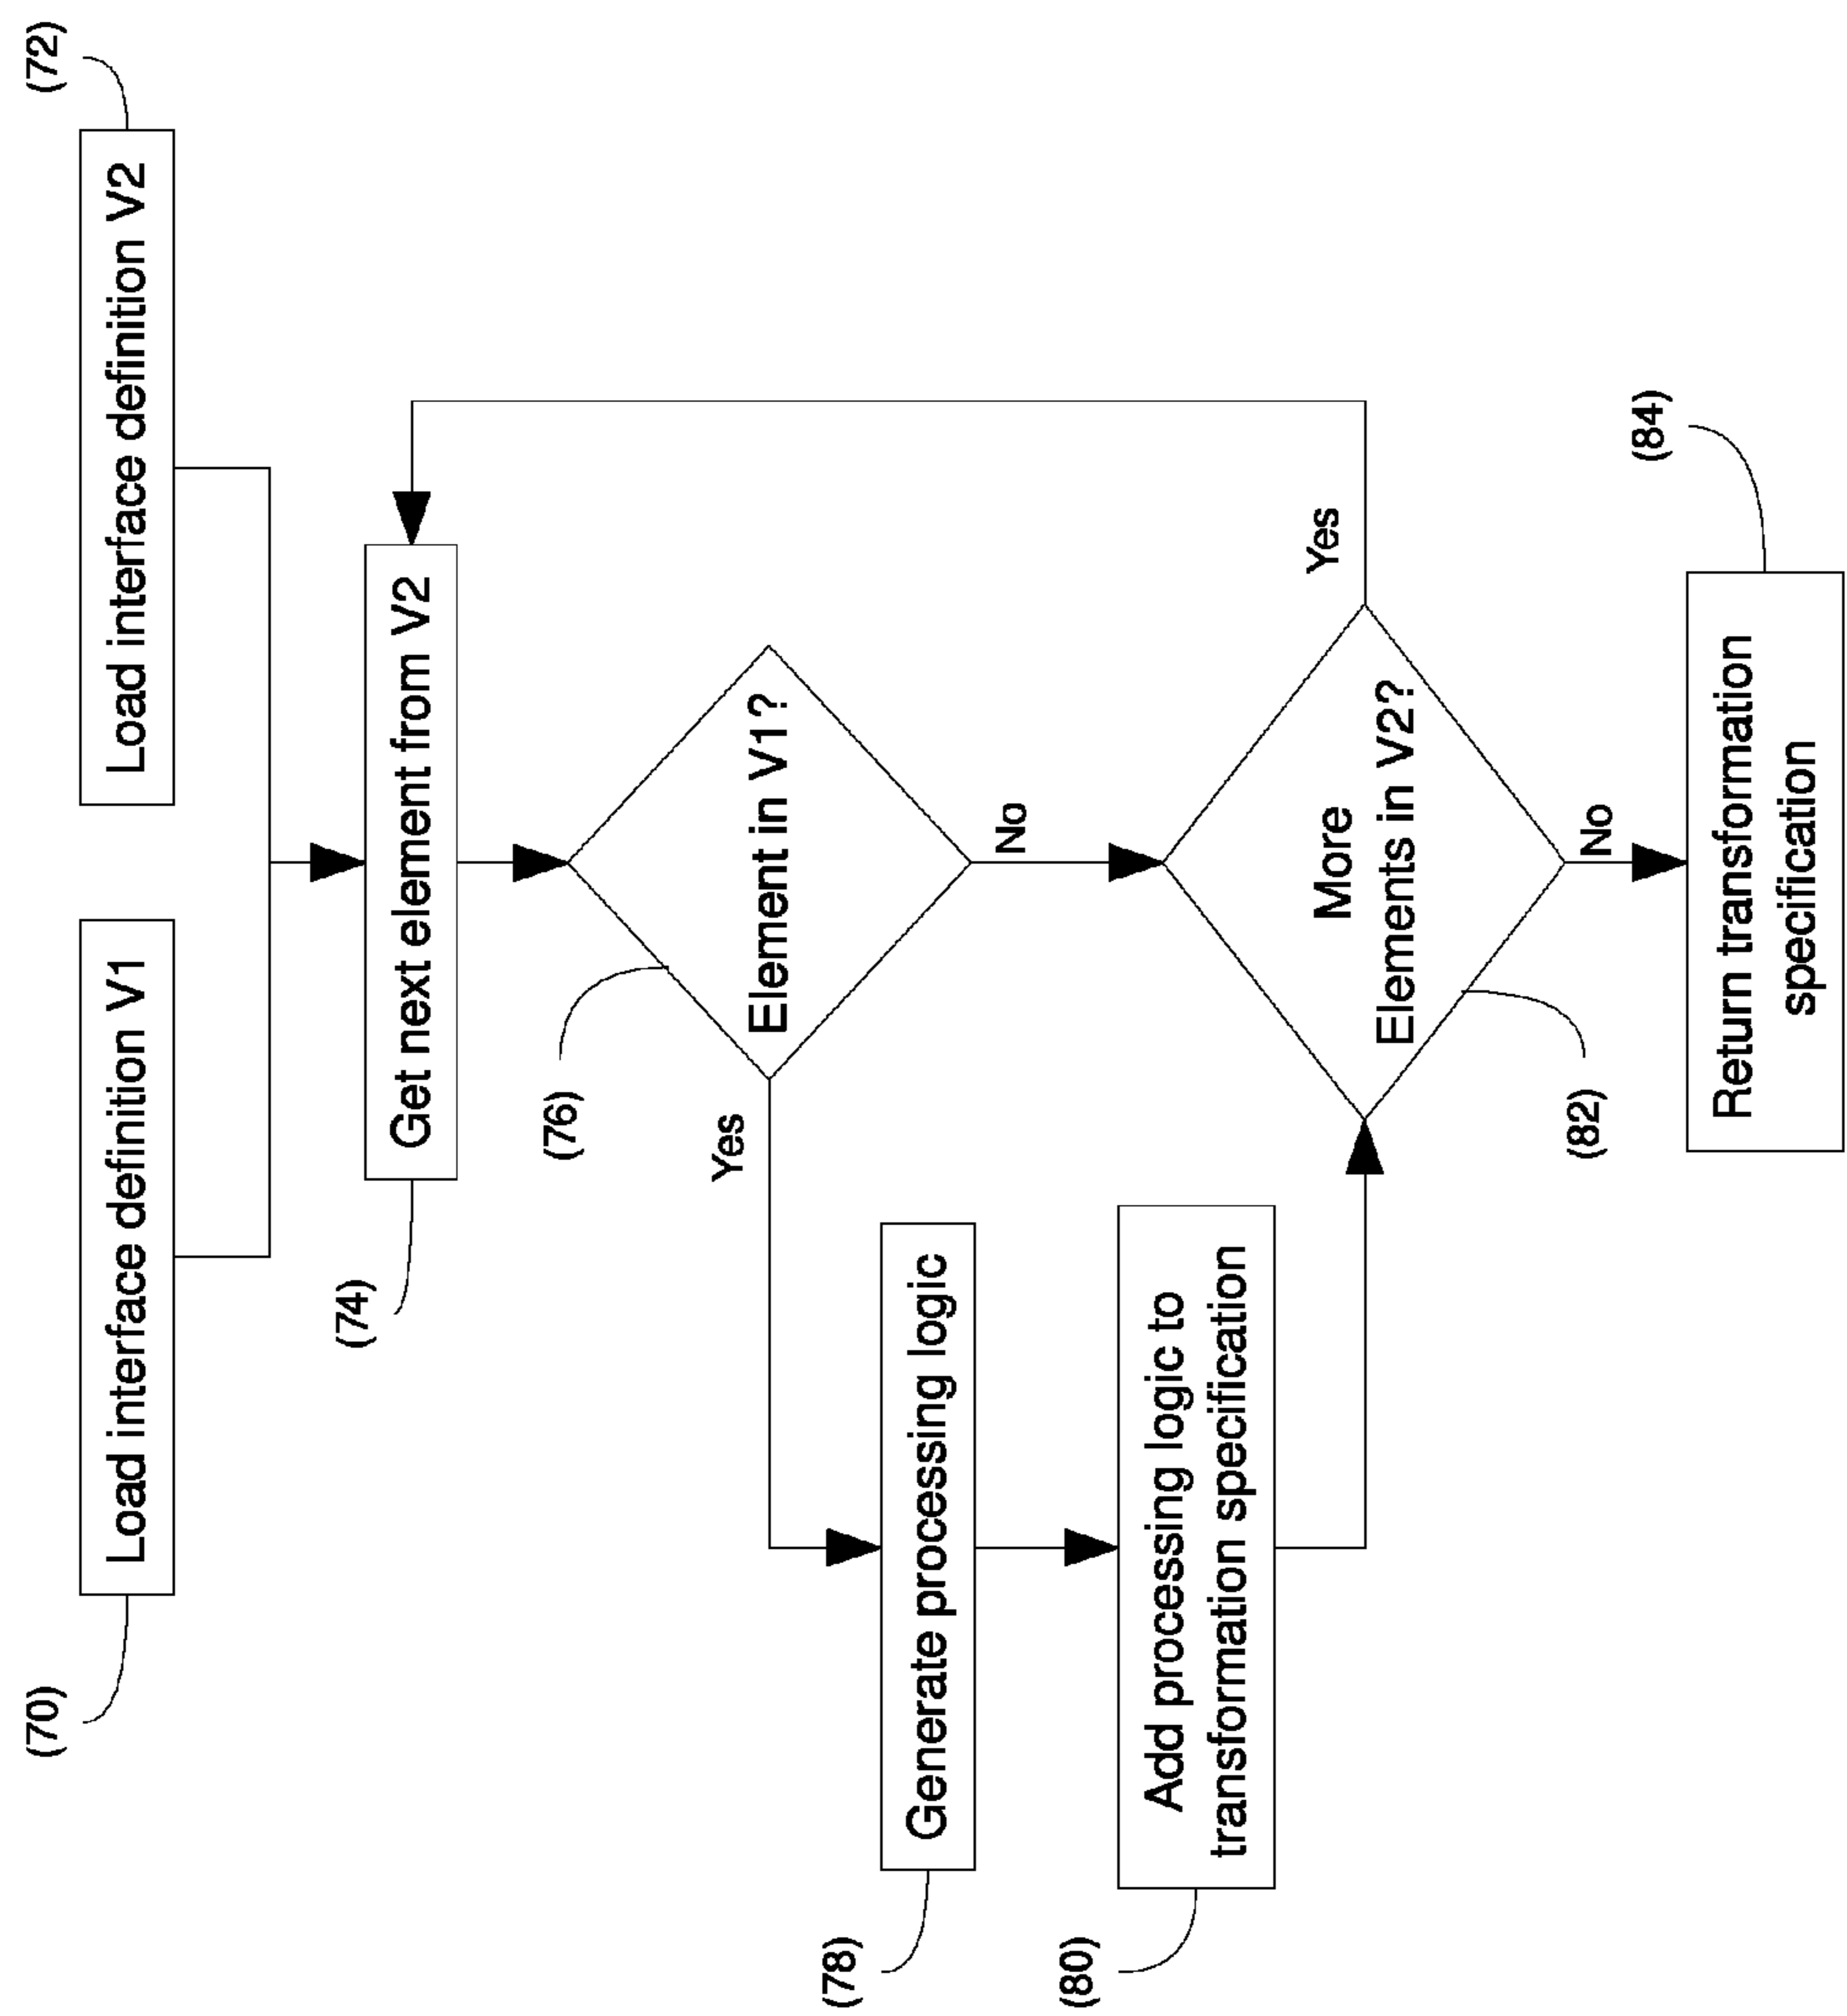 (70)
Load interface definition V1
(72)
Load interface definition V2
(74)
Get next element from V2
(76)
Element in V1?
Yes
No
(78)
Generate processing logic
(80)
Add processing logic to
transformation specification
More
Elements in V2?
Yes
(82)
No
(84)
Return transformation
specification